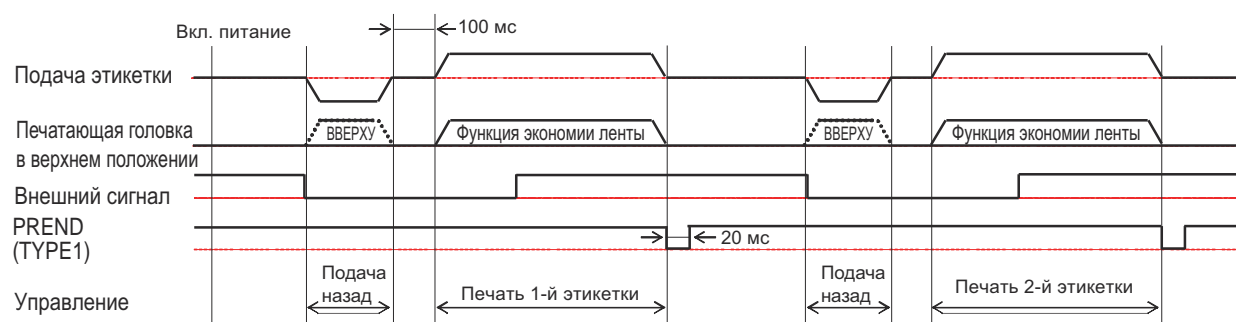 Вкл. питание
100 мс
Подача этикетки
Печатающая головка
в верхнем положении
ВВЕРХУ
Функция экономии ленты
ВВЕРХУ
Функция экономии ленты
Внешний сигнал
PREND
(TYPE1)
20 мс
Управление
Подача
назад
Печать 1-й этикетки
Подача
назад
Печать 2-й этикетки